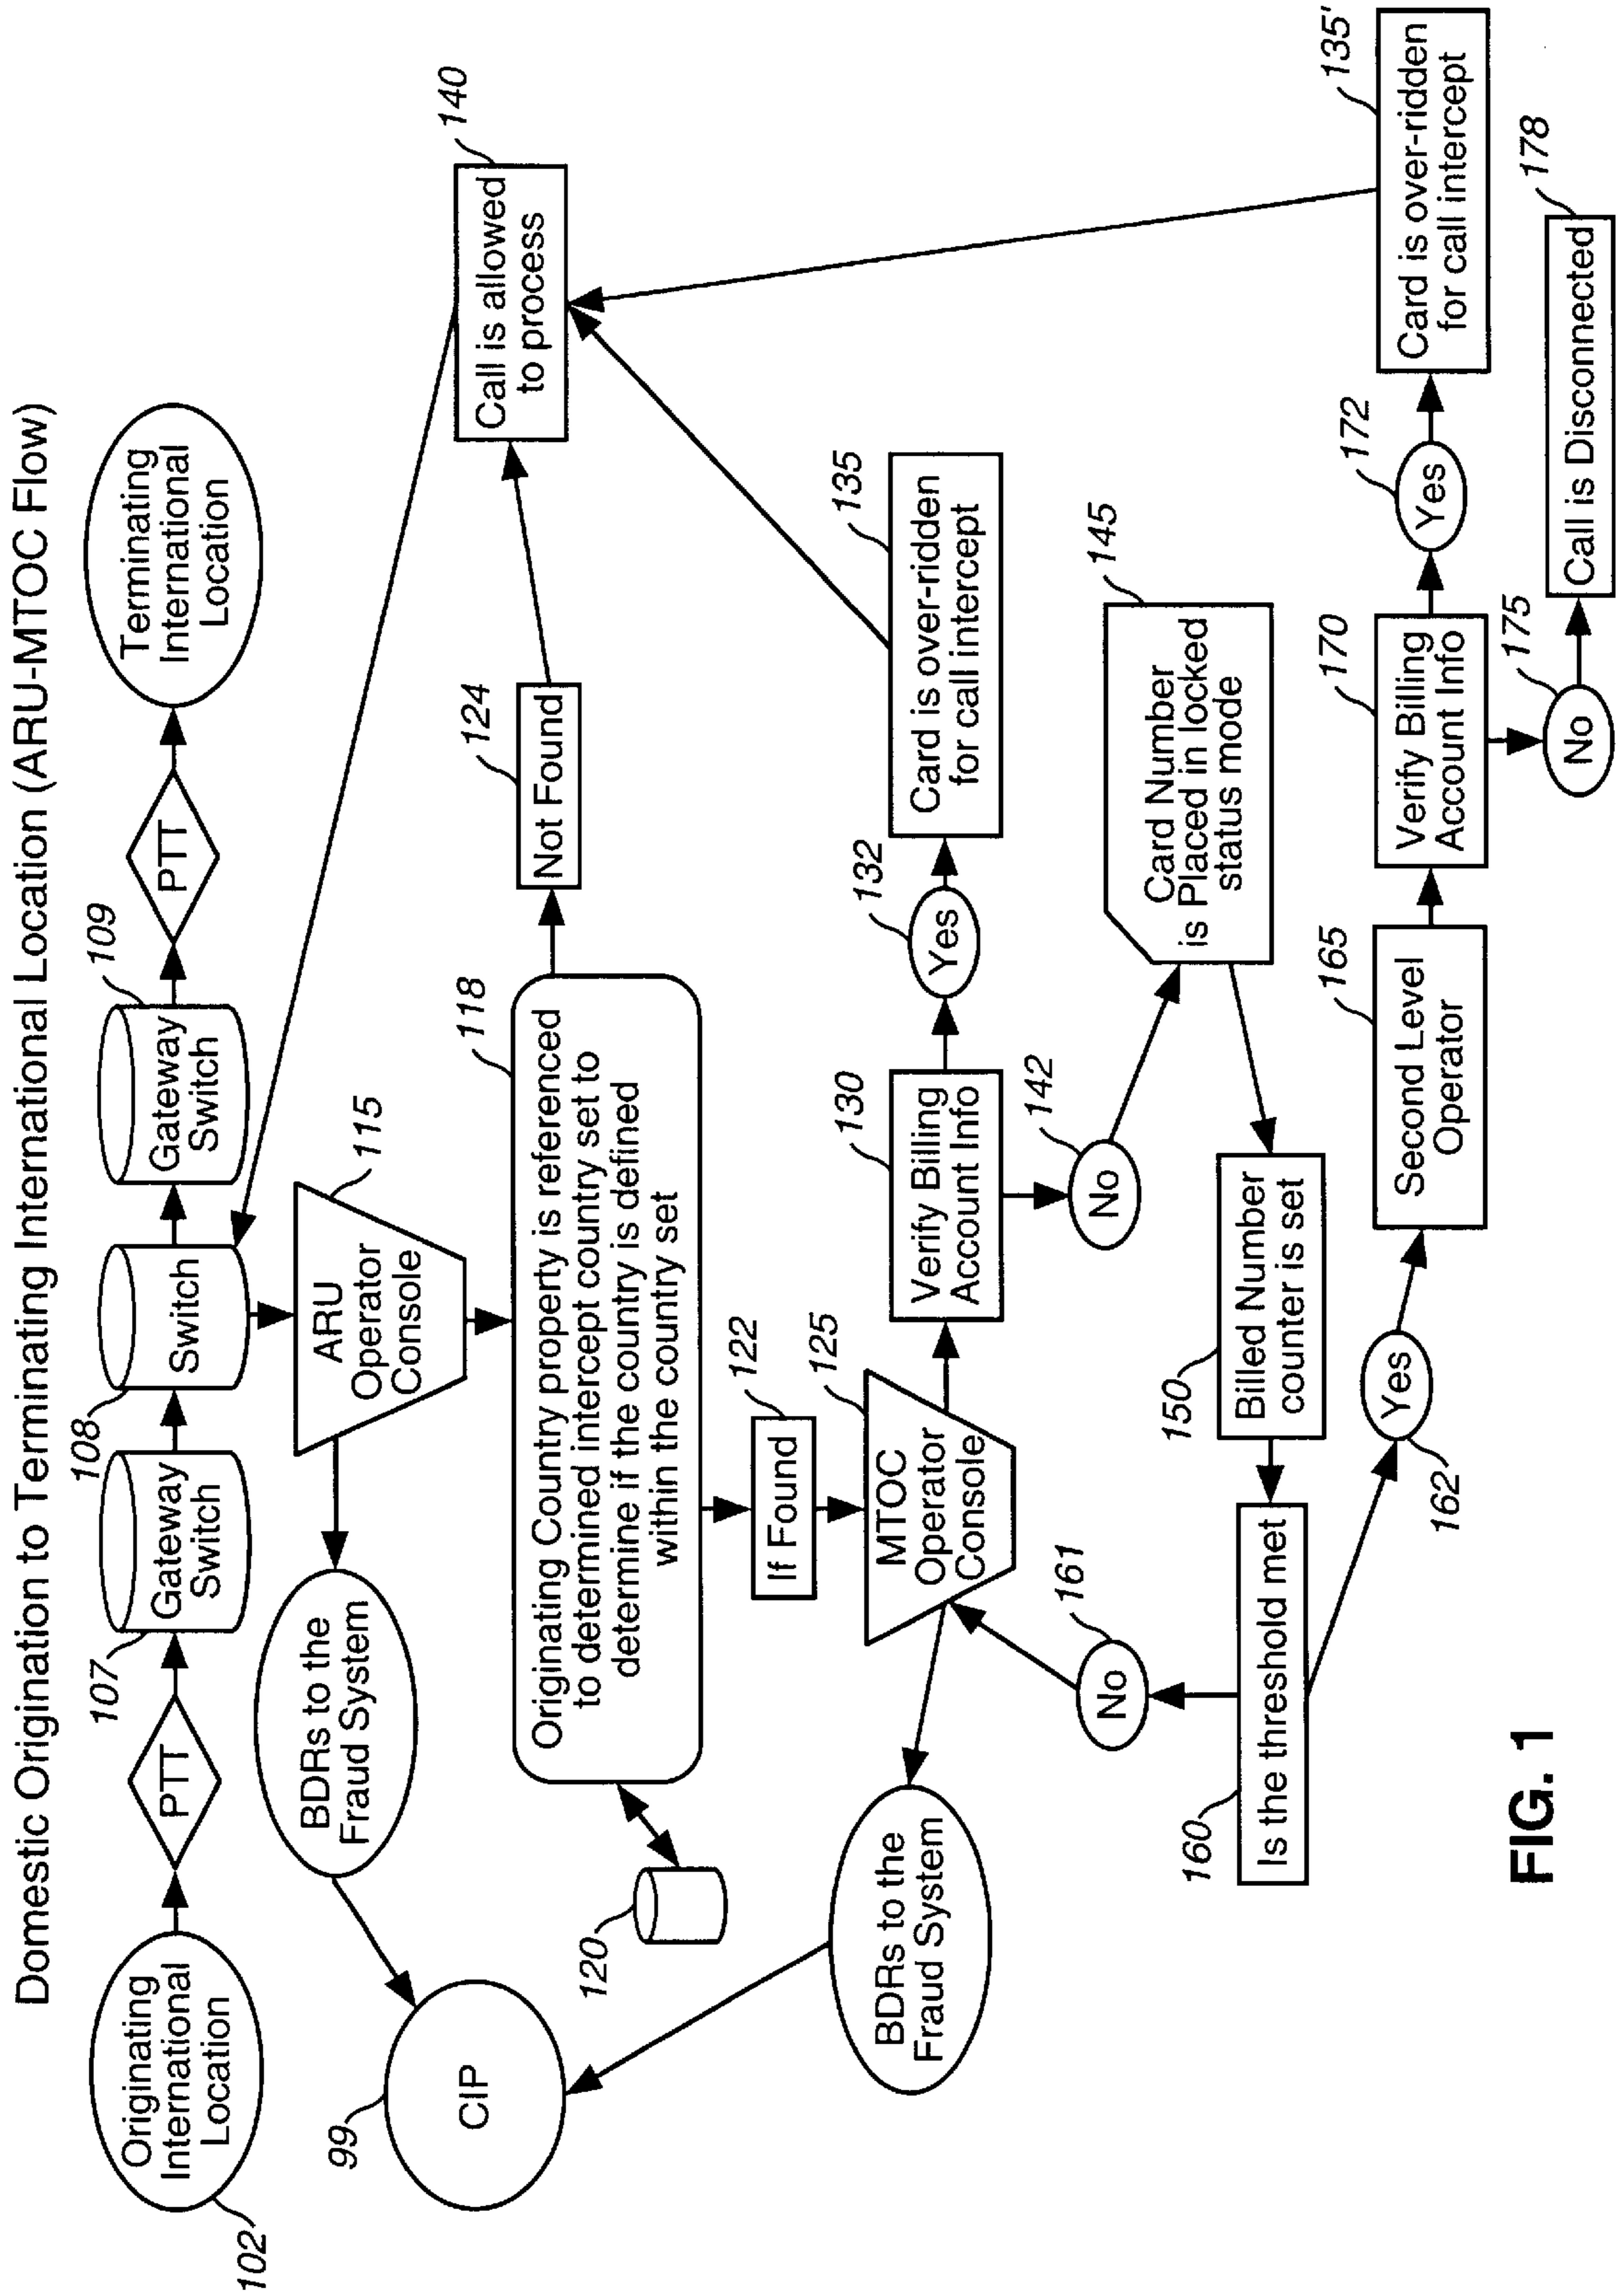 Domestic Origination to Terminating International Location (ARU-MTOC Flow)
Originating
International
Location
102
PTT
107
Gateway
Switch
108
Switch
109
Gateway
Switch
PTT
Terminating
International
Location
99
CIP
BDRs to the
Fraud System
ARU
Operator
Console
115
140
Call is allowed
to process
120
118
Originating Country property is referenced
to determined intercept country set to
determine if the country is defined
within the country set
124
Not Found
122
If Found
BDRs to the
Fraud System
125
MTOC
Operator
Console
130
Verify Billing
Account Info
132
Yes
135
Card is over-ridden
for call intercept
161
No
142
No
145
Card Number
is Placed in locked
status mode
160
Is the threshold met
150
Billed Number
counter is set
162
Yes
165
Second Level
Operator
170
Verify Billing
Account Info
172
Yes
135'
Card is over-ridden
for call intercept
175
No
178
Call is Disconnected
FIG. 1